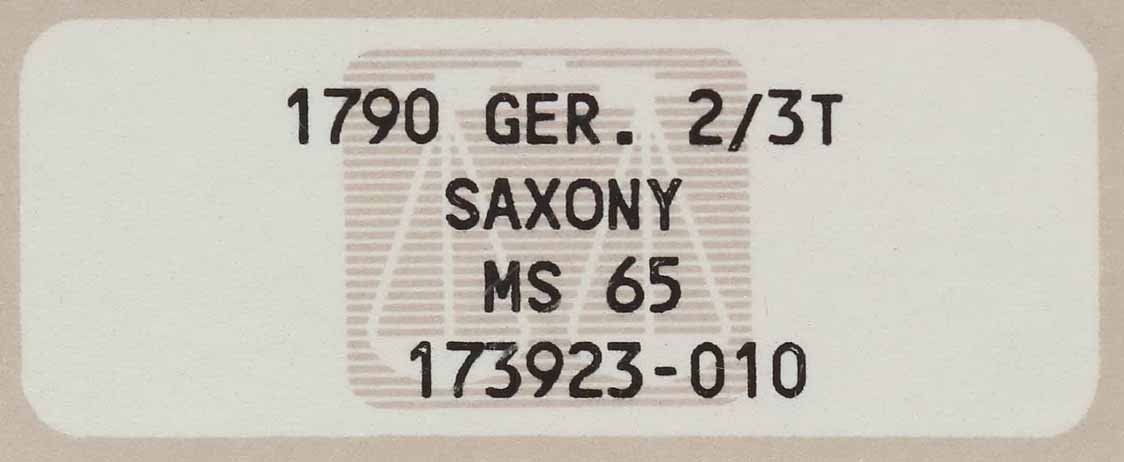 1790 GER. 2/3T
SAXONY
MS 65
173923-010